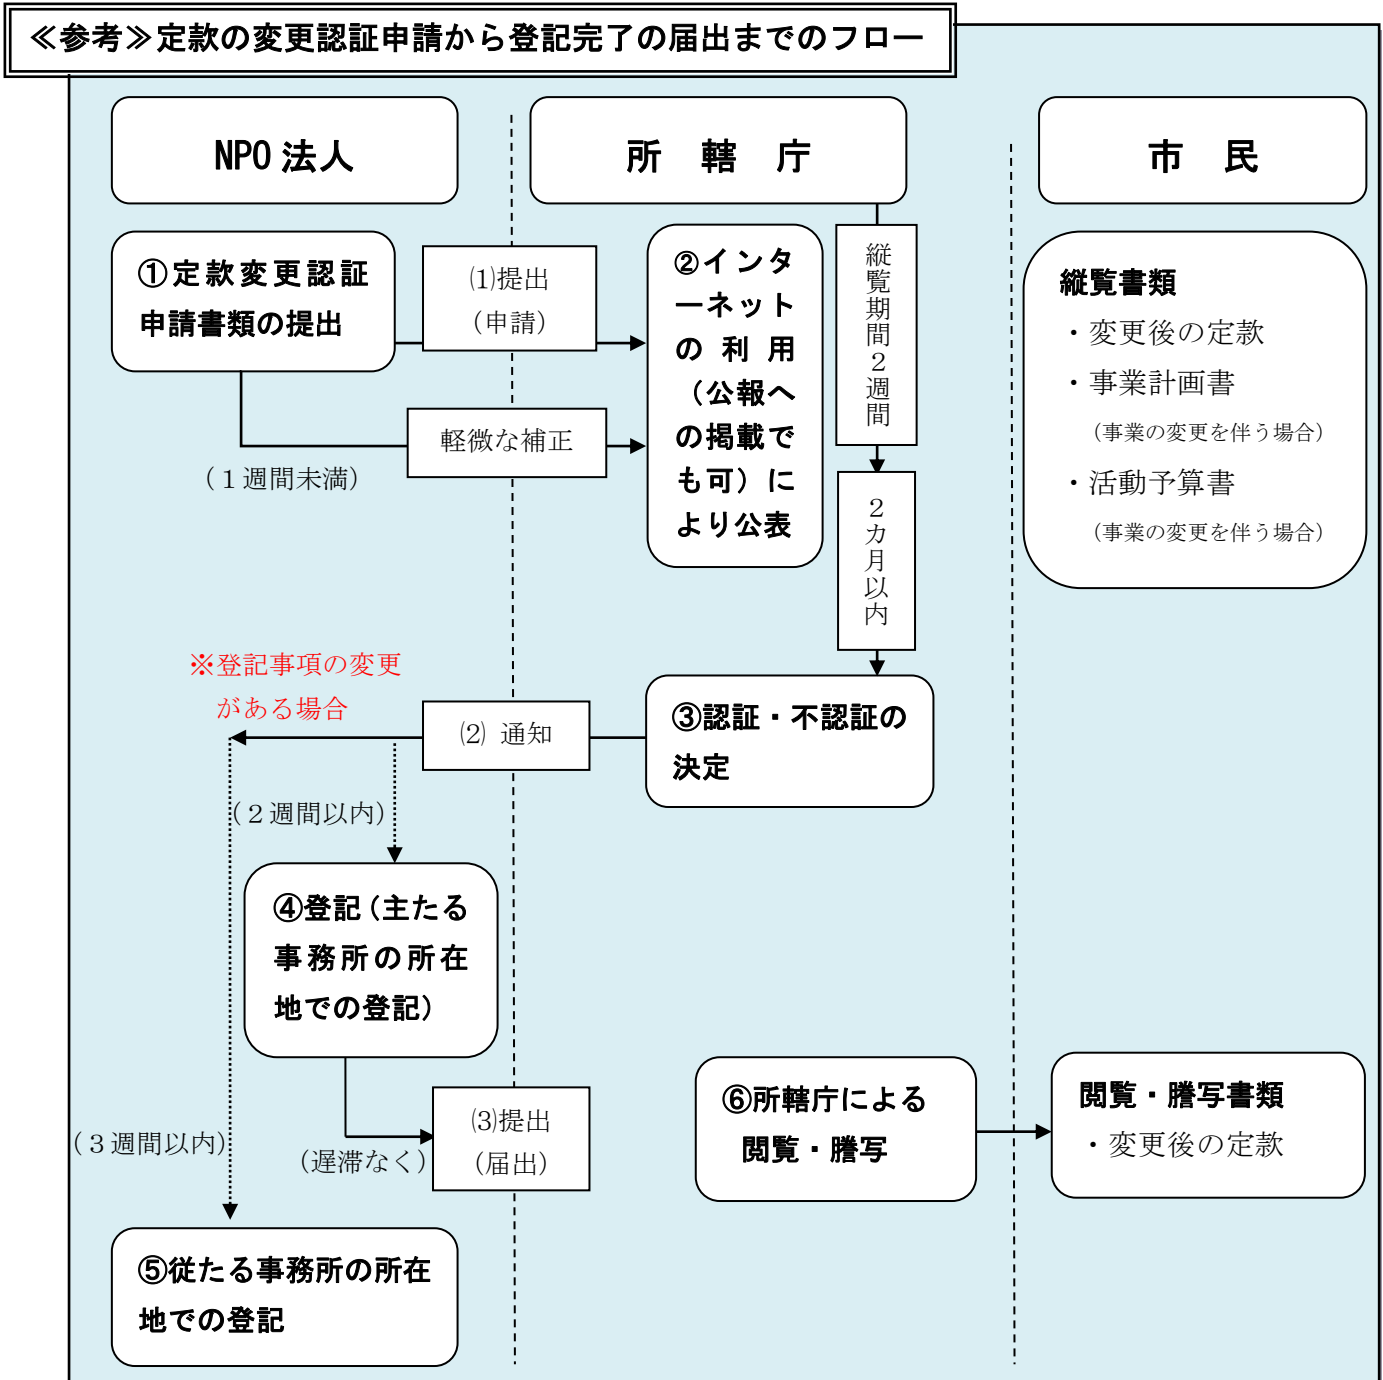 ≪参考≫定款の変更認証申請から登記完了の届出までのフロー
NPO 法人
所　轄　庁
市　民
①定款変更認証
申請書類の提出
⑴提出
（申請）
軽微な補正
（１週間未満）
②インタ
ーネット
の利用
（公報へ
の掲載で
も可）に
より公表
縦覧期間２週間
２カ月以内
縦覧書類
・変更後の定款
・事業計画書
（事業の変更を伴う場合）
・活動予算書
（事業の変更を伴う場合）
※登記事項の変更
がある場合
⑵ 通知
③認証・不認証の
決定
（２週間以内）
④登記（主たる
事務所の所在
地での登記）
（３週間以内）
（遅滞なく）
⑶提出
（届出）
⑤従たる事務所の所在
地での登記
⑥所轄庁による
閲覧・謄写
閲覧・謄写書類
・変更後の定款